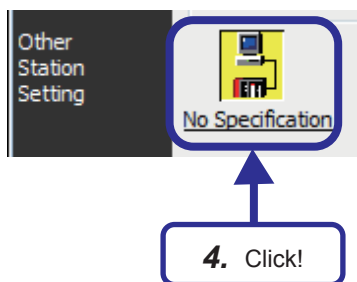 Other
Station
Setting
No Specification
4. Click!